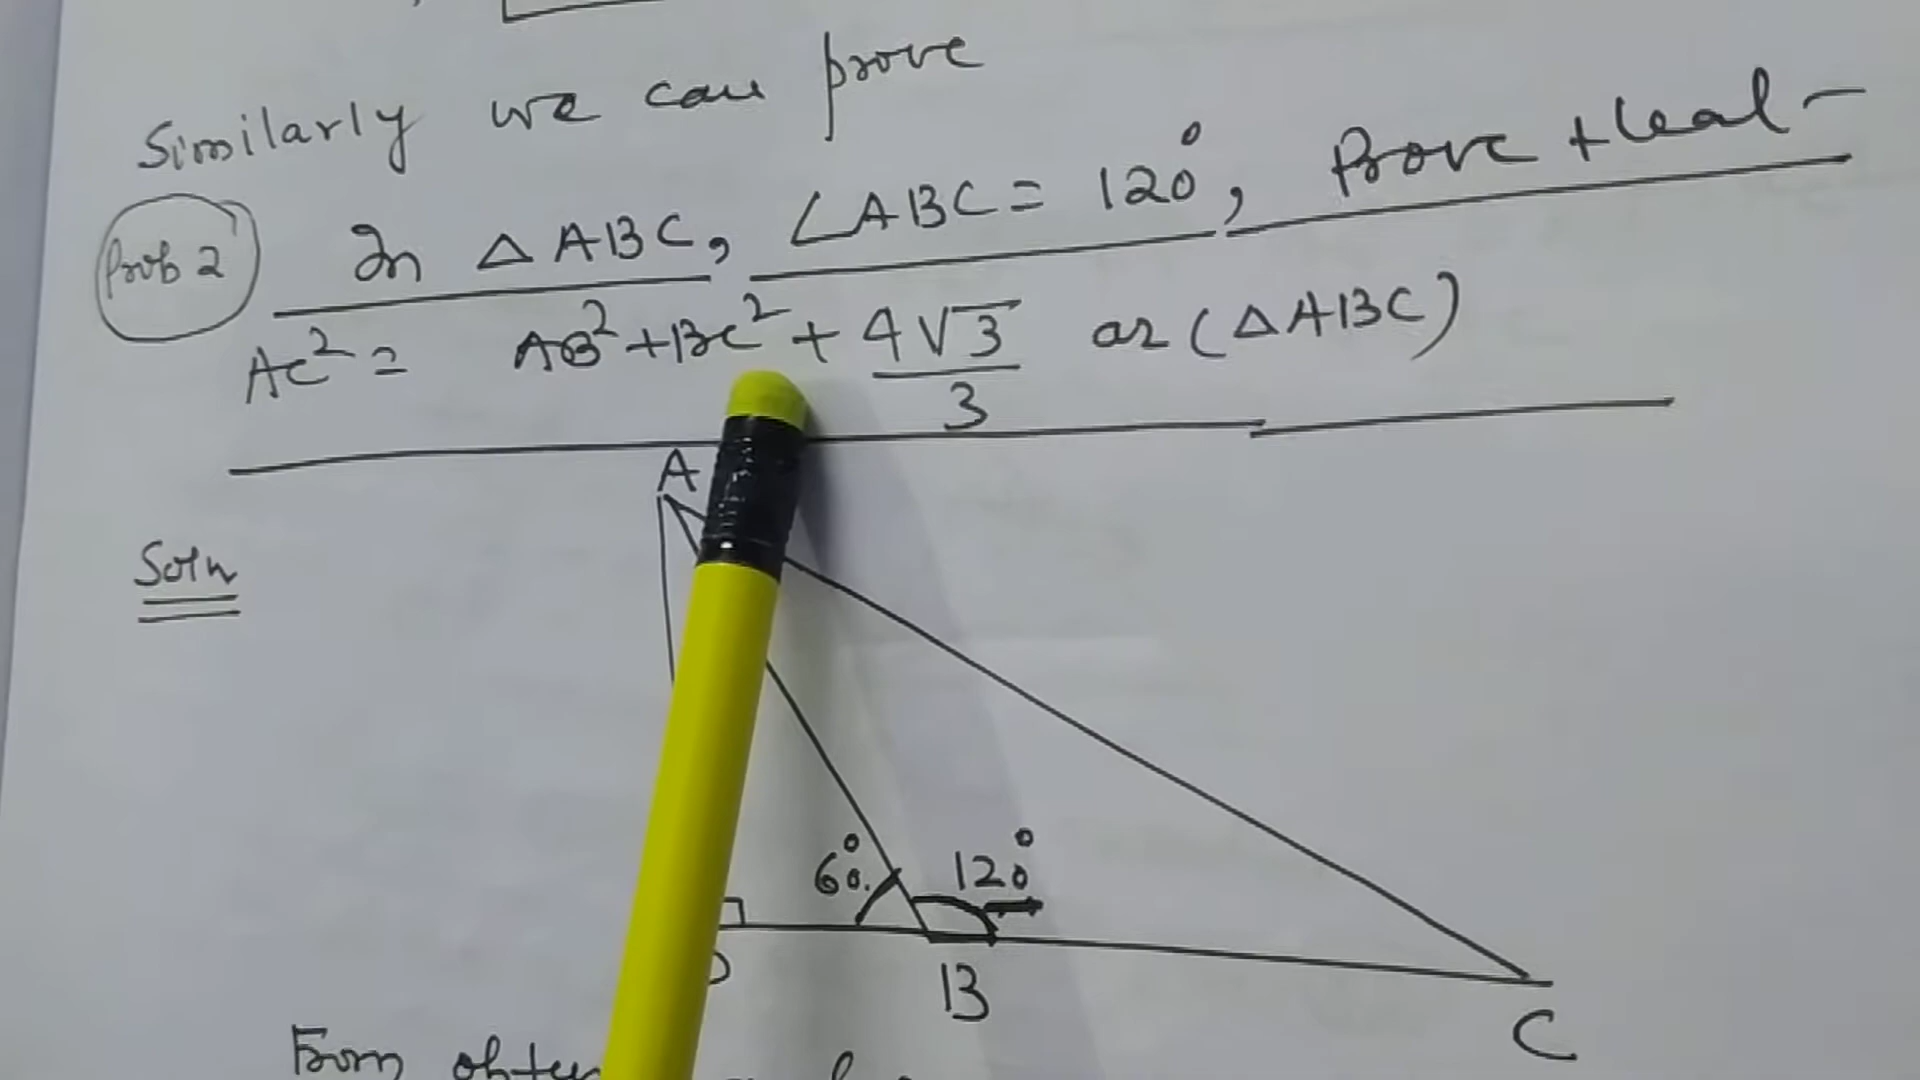 Similarly we can prove
Prob 2 In △ABC, ∠ABC = 120°, Prove that -
AC² = AB² + BC² + 4√3/3 ar (△ABC)
A
Soln
60° 120°
D B
C
From obtu